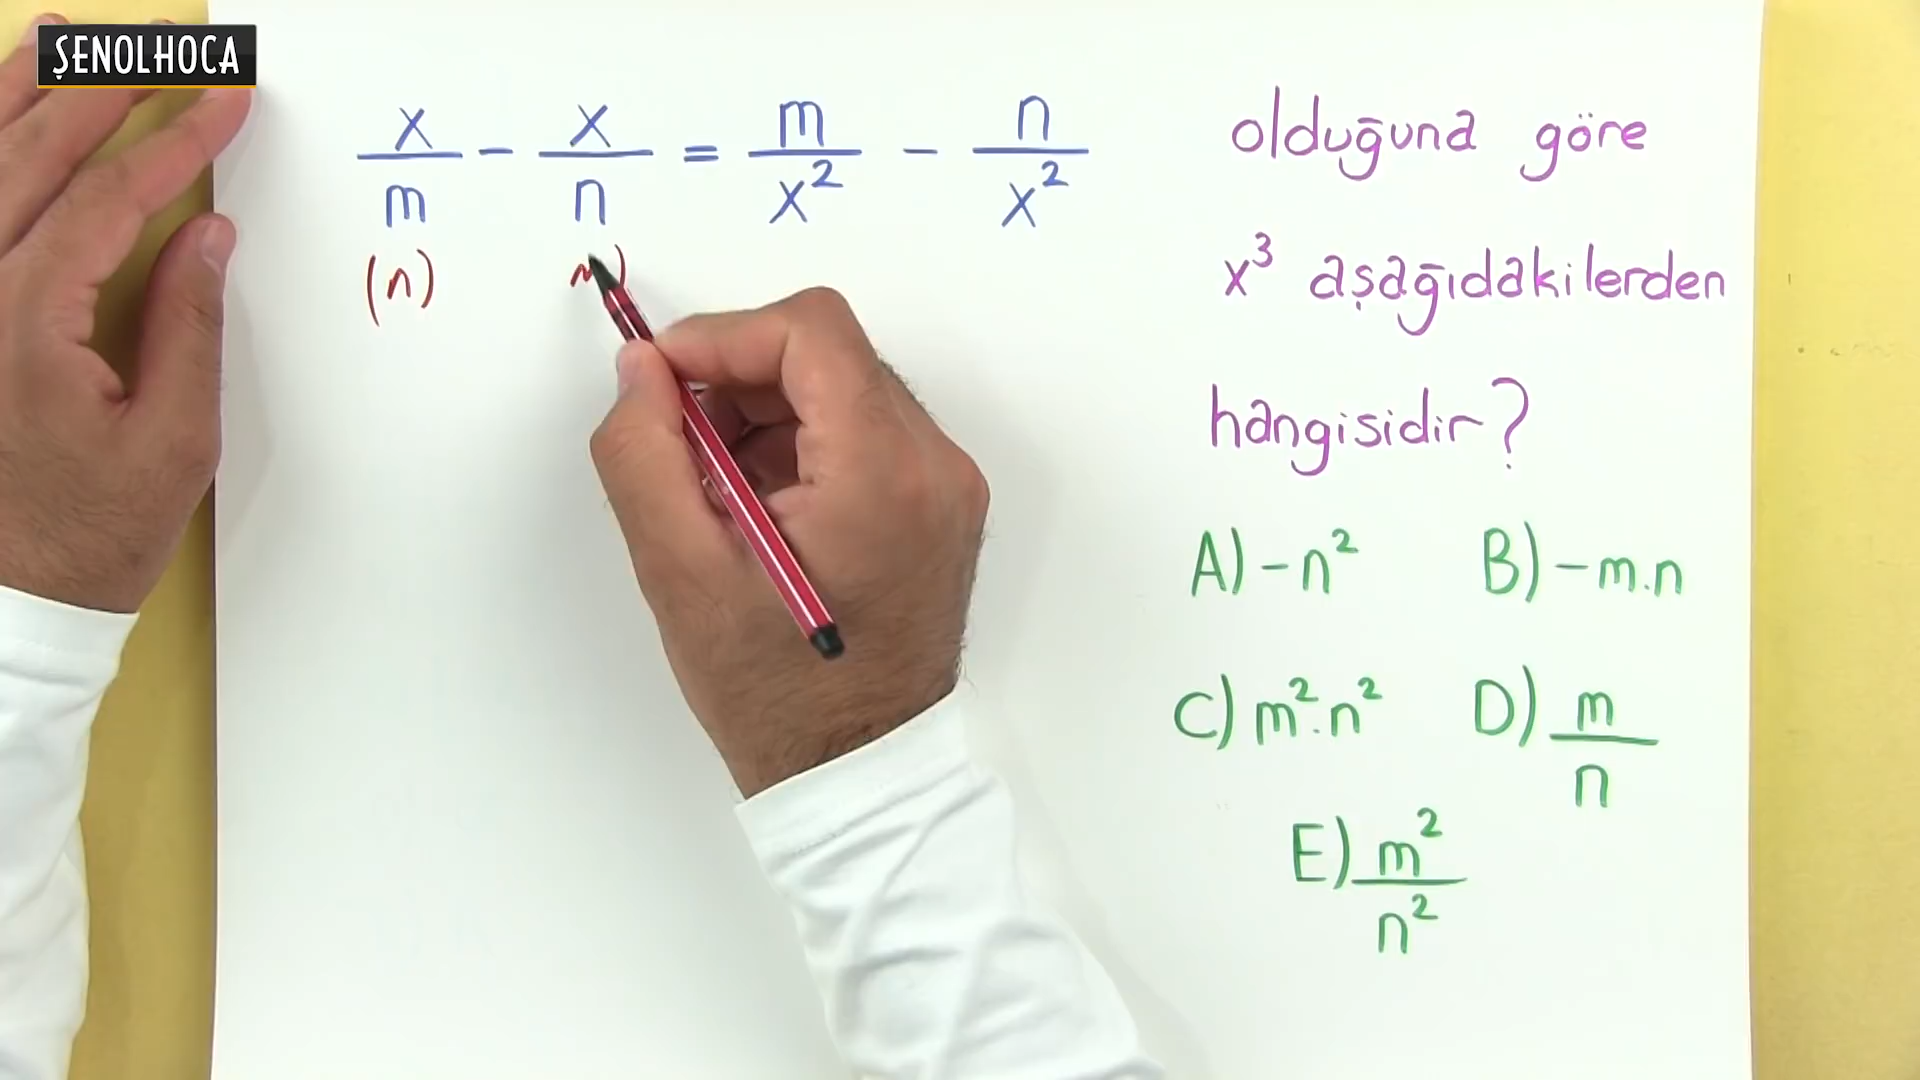 ŞENOLHOCA
x/m - x/n = m/x² - n/x²
(n) )
olduğuna göre
x³ aşağıdakilerden
hangisidir?
A) -n² B) -m.n
C) m².n² D) m/n
E) m²/n²